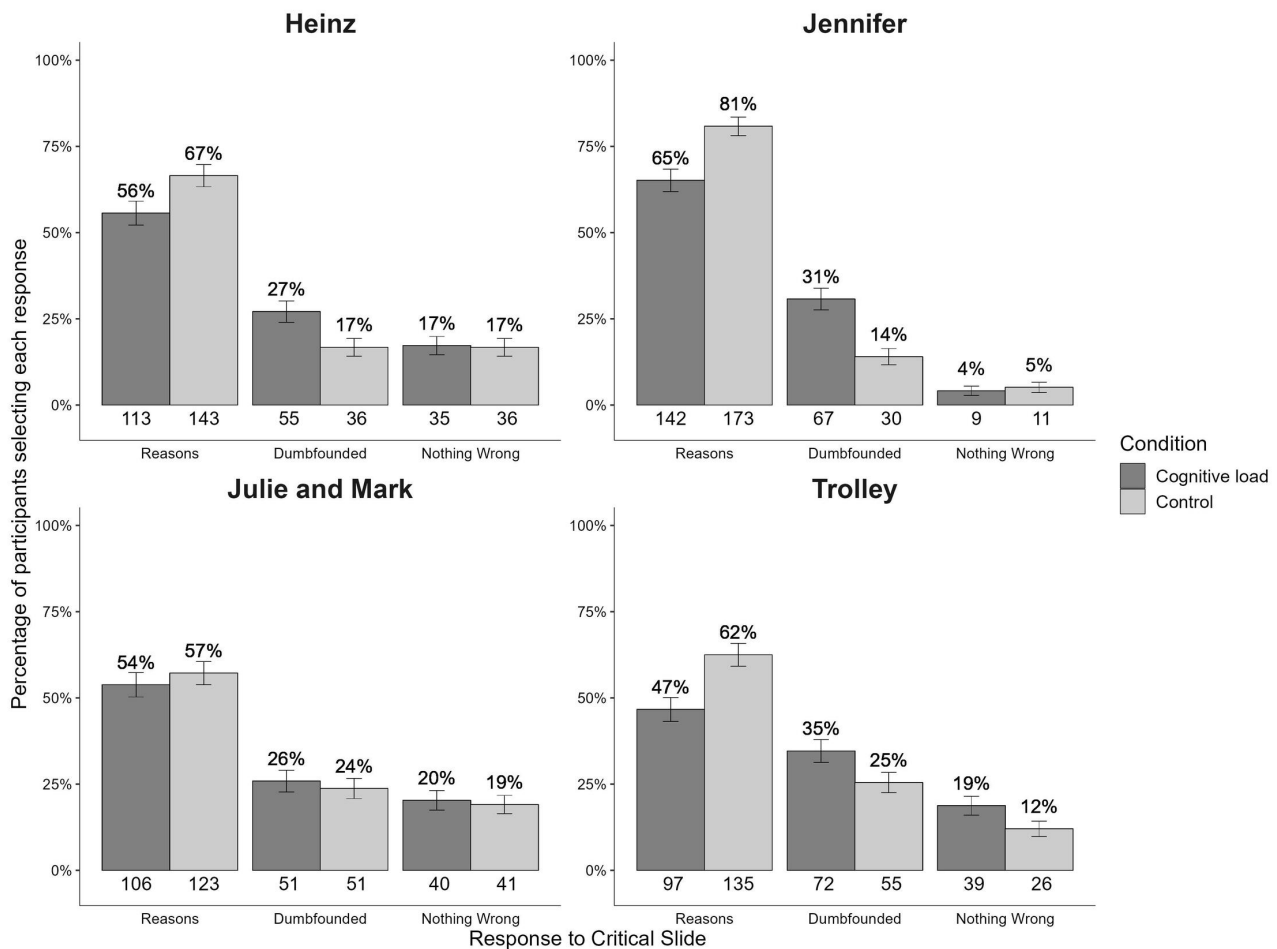 Heinz
Jennifer
Percentage of participants selecting each response
100%
75%
50%
25%
0%
56%
67%
27%
17%
17%
17%
113 143 55 36 35 36
Reasons Dumbfounded Nothing Wrong
100%
75%
50%
25%
0%
65%
81%
31%
14%
4%
5%
142 173 67 30 9 11
Reasons Dumbfounded Nothing Wrong
Condition
Cognitive load
Control
Julie and Mark
Trolley
100%
75%
50%
25%
0%
54%
57%
26%
24%
20%
19%
106 123 51 51 40 41
Reasons Dumbfounded Nothing Wrong
100%
75%
50%
25%
0%
47%
62%
35%
25%
19%
12%
97 135 72 55 39 26
Reasons Dumbfounded Nothing Wrong
Response to Critical Slide